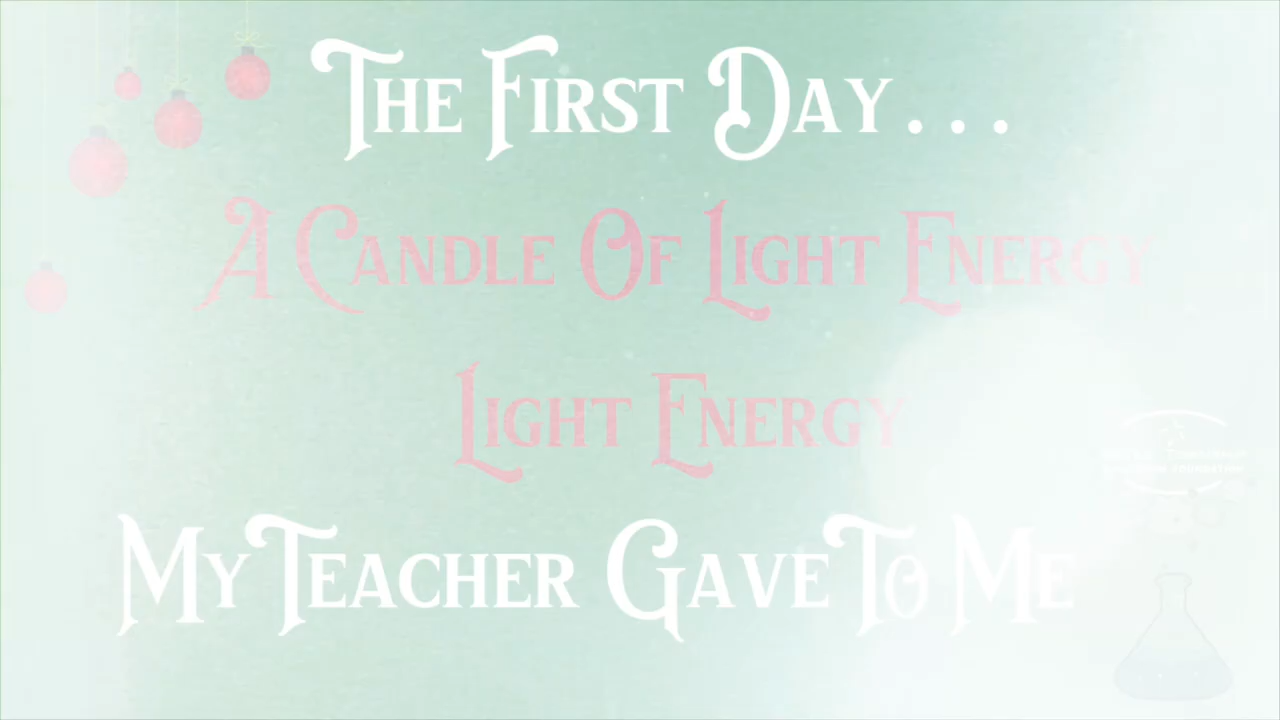 The First Day...
A Candle Of Light Energy
Light Energy
My Teacher Gave To Me